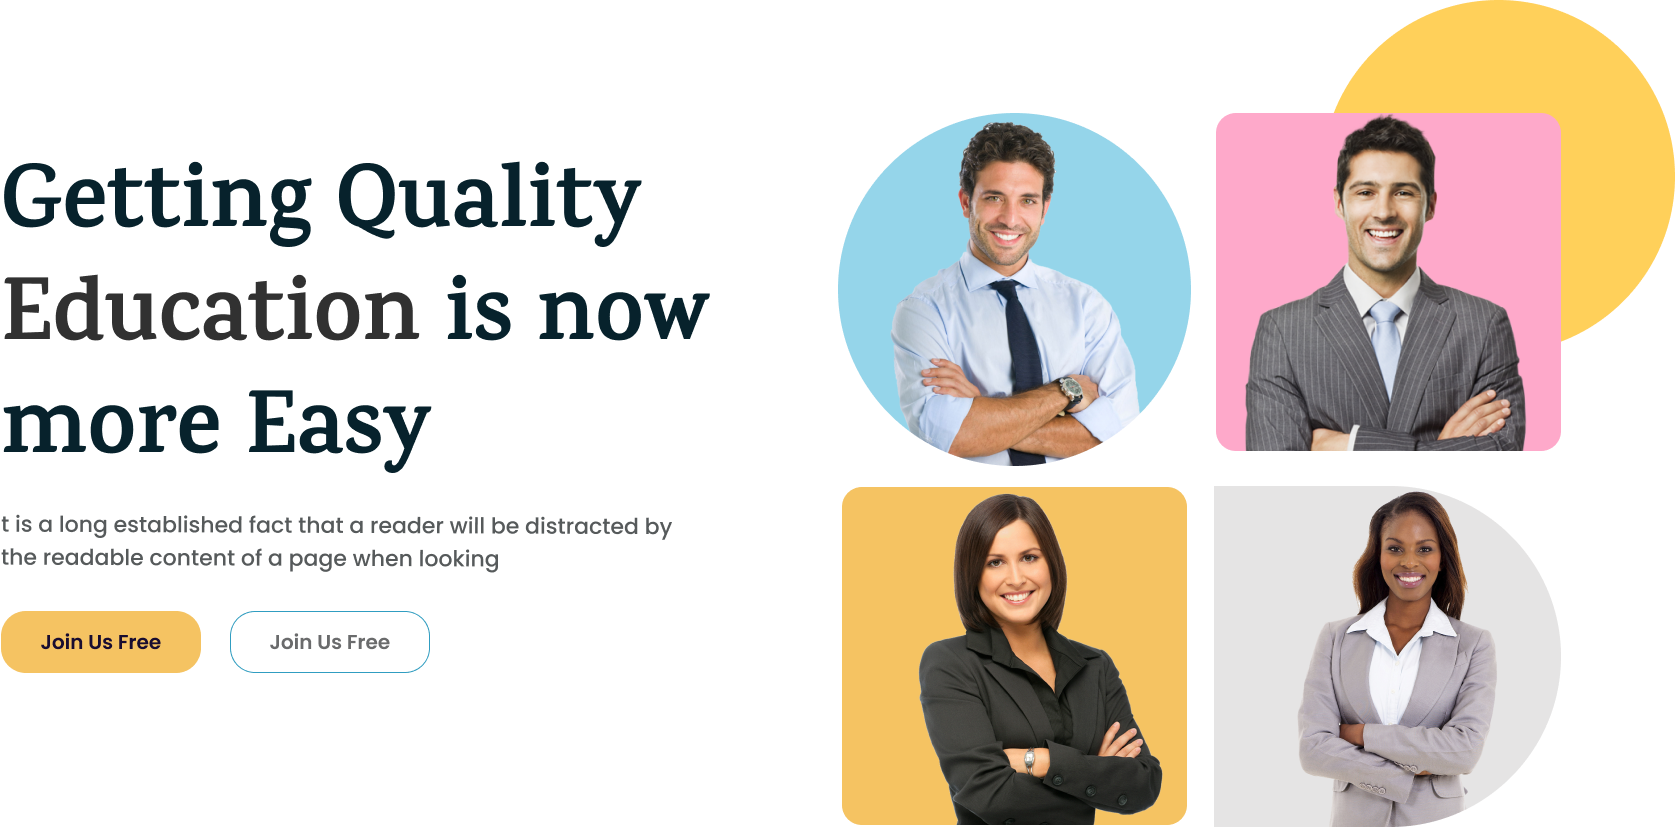 Getting Quality
Education is now
more Easy
t is a long established fact that a reader will be distracted by
the readable content of a page when looking
Join Us Free
Join Us Free